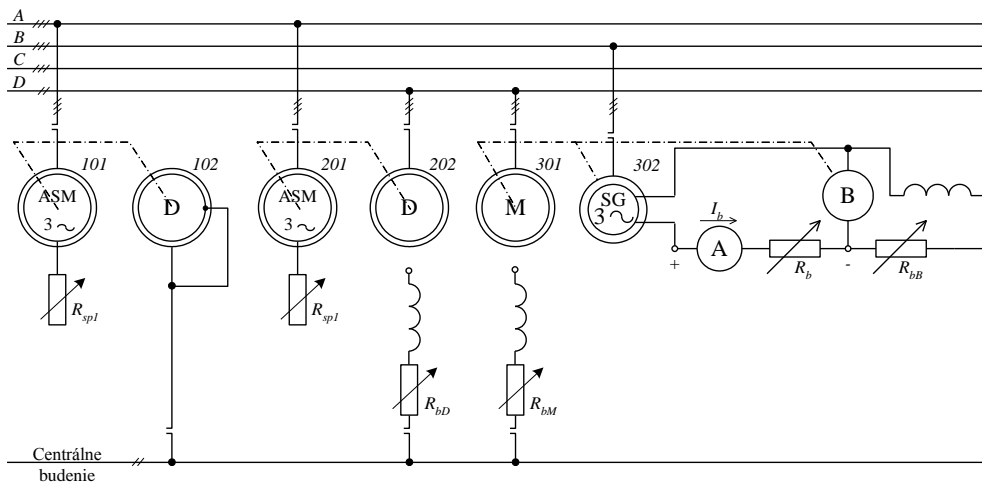 A
B
C
D
101
102
201
202
301
302
ASM
3
D
ASM
3
D
M
SG
3
B
I_b
A
+
-
R_b
R_bB
R_sp1
R_sp1
R_bD
R_bM
Centrálne
budenie